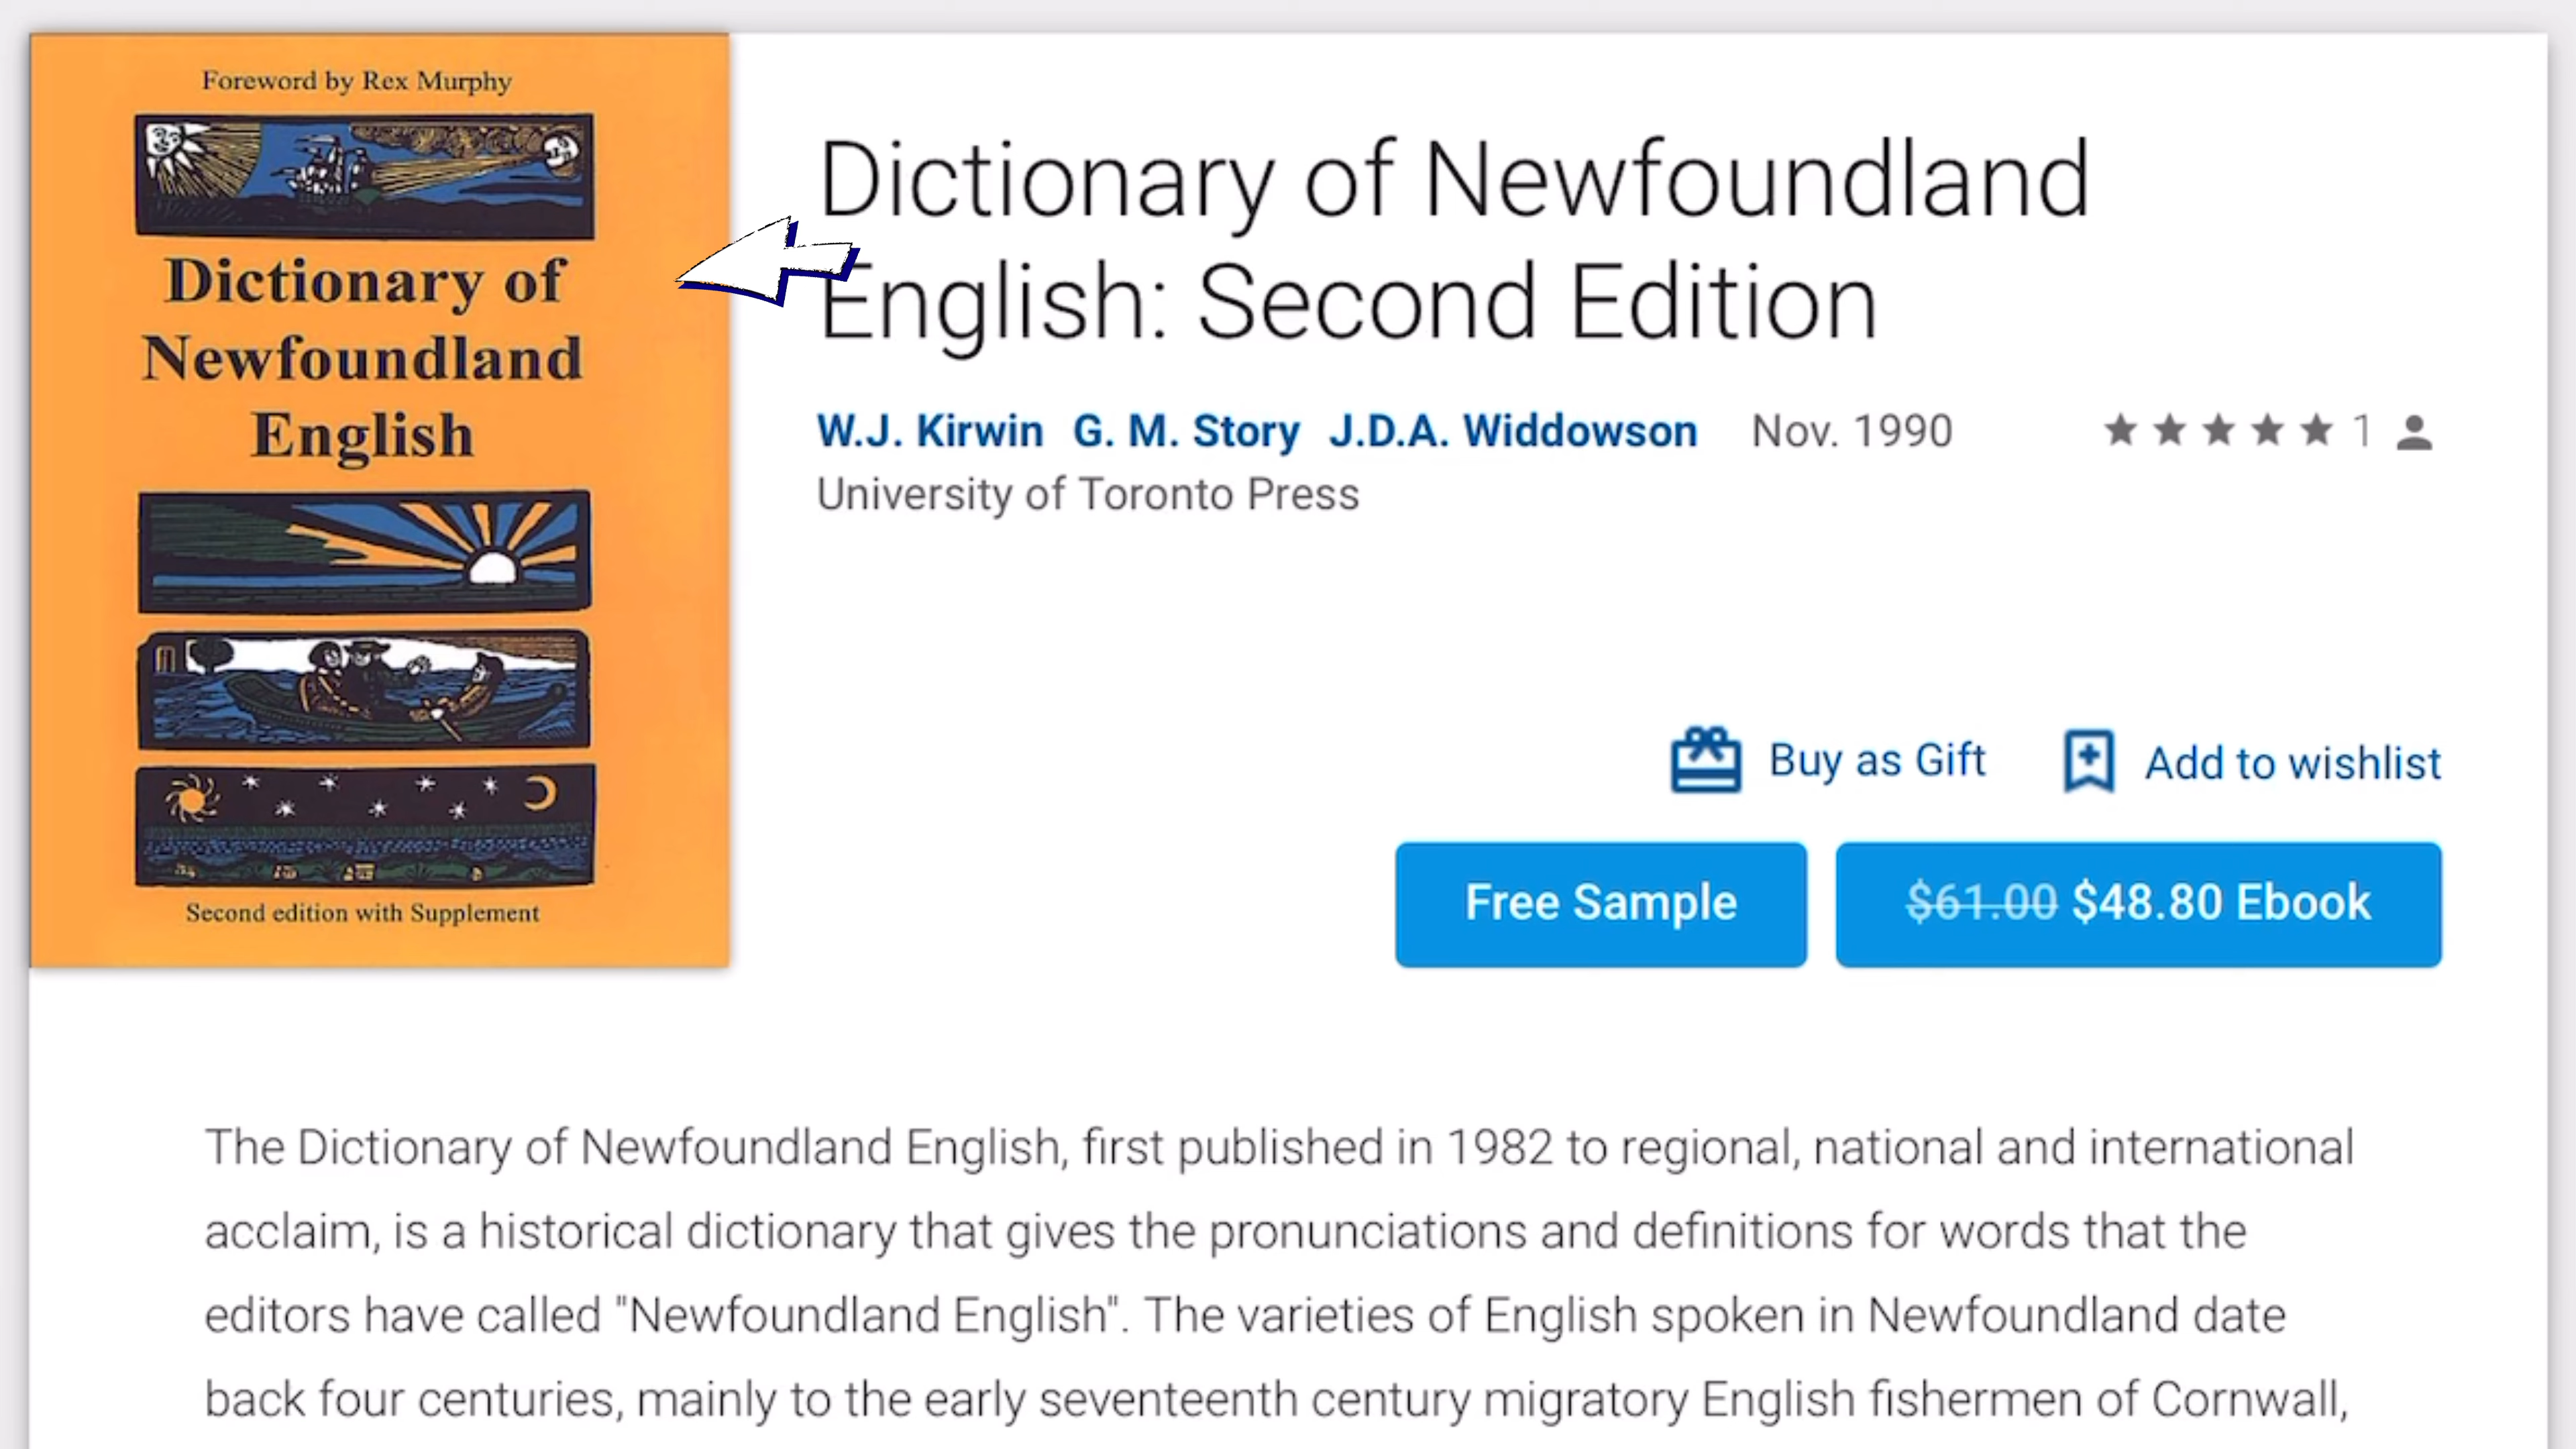 Foreword by Rex Murphy
Dictionary of
Newfoundland
English
Second edition with Supplement
Dictionary of Newfoundland
English: Second Edition
W.J. Kirwin G. M. Story J.D.A. Widdowson Nov. 1990 1
University of Toronto Press
Buy as Gift Add to wishlist
Free Sample $61.00 $48.80 Ebook
The Dictionary of Newfoundland English, first published in 1982 to regional, national and international
acclaim, is a historical dictionary that gives the pronunciations and definitions for words that the
editors have called "Newfoundland English". The varieties of English spoken in Newfoundland date
back four centuries, mainly to the early seventeenth century migratory English fishermen of Cornwall,